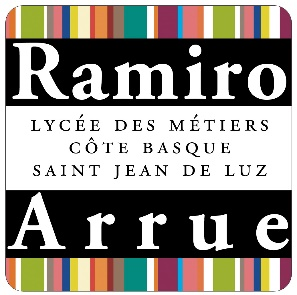 Ramiro
LYCÉE DES MÉTIERS
CÔTE BASQUE
SAINT JEAN DE LUZ
Arrue